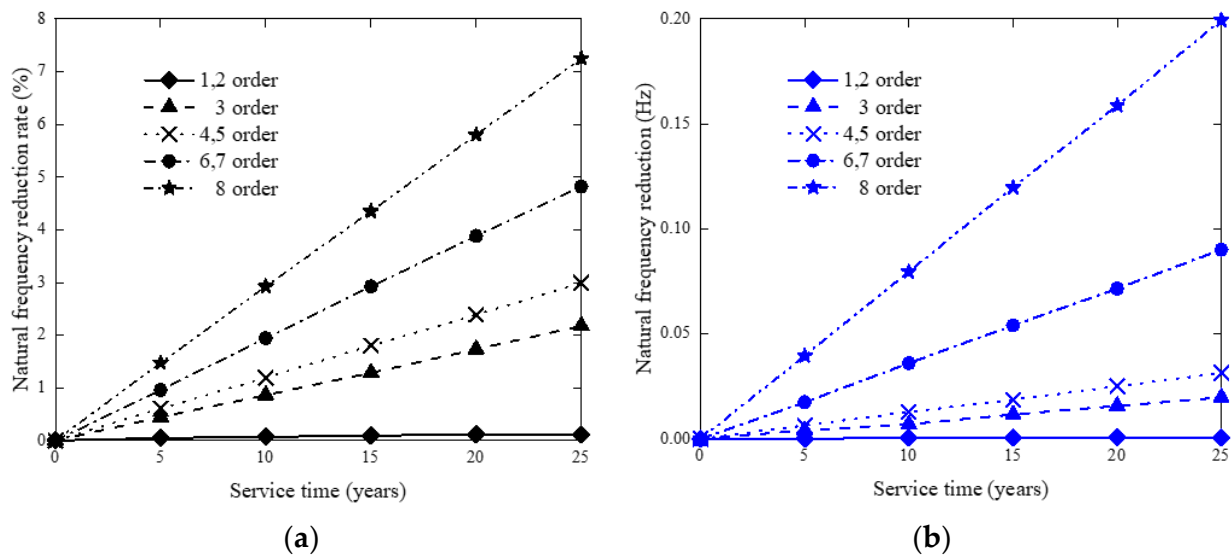 8
7
6
5
4
3
2
1
0
Natural frequency reduction rate (%)
1,2 order
3 order
4,5 order
6,7 order
8 order
0 5 10 15 20 25
Service time (years)
(a)
0.20
0.15
0.10
0.05
0.00
Natural frequency reduction (Hz)
1,2 order
3 order
4,5 order
6,7 order
8 order
0 5 10 15 20 25
Service time (years)
(b)